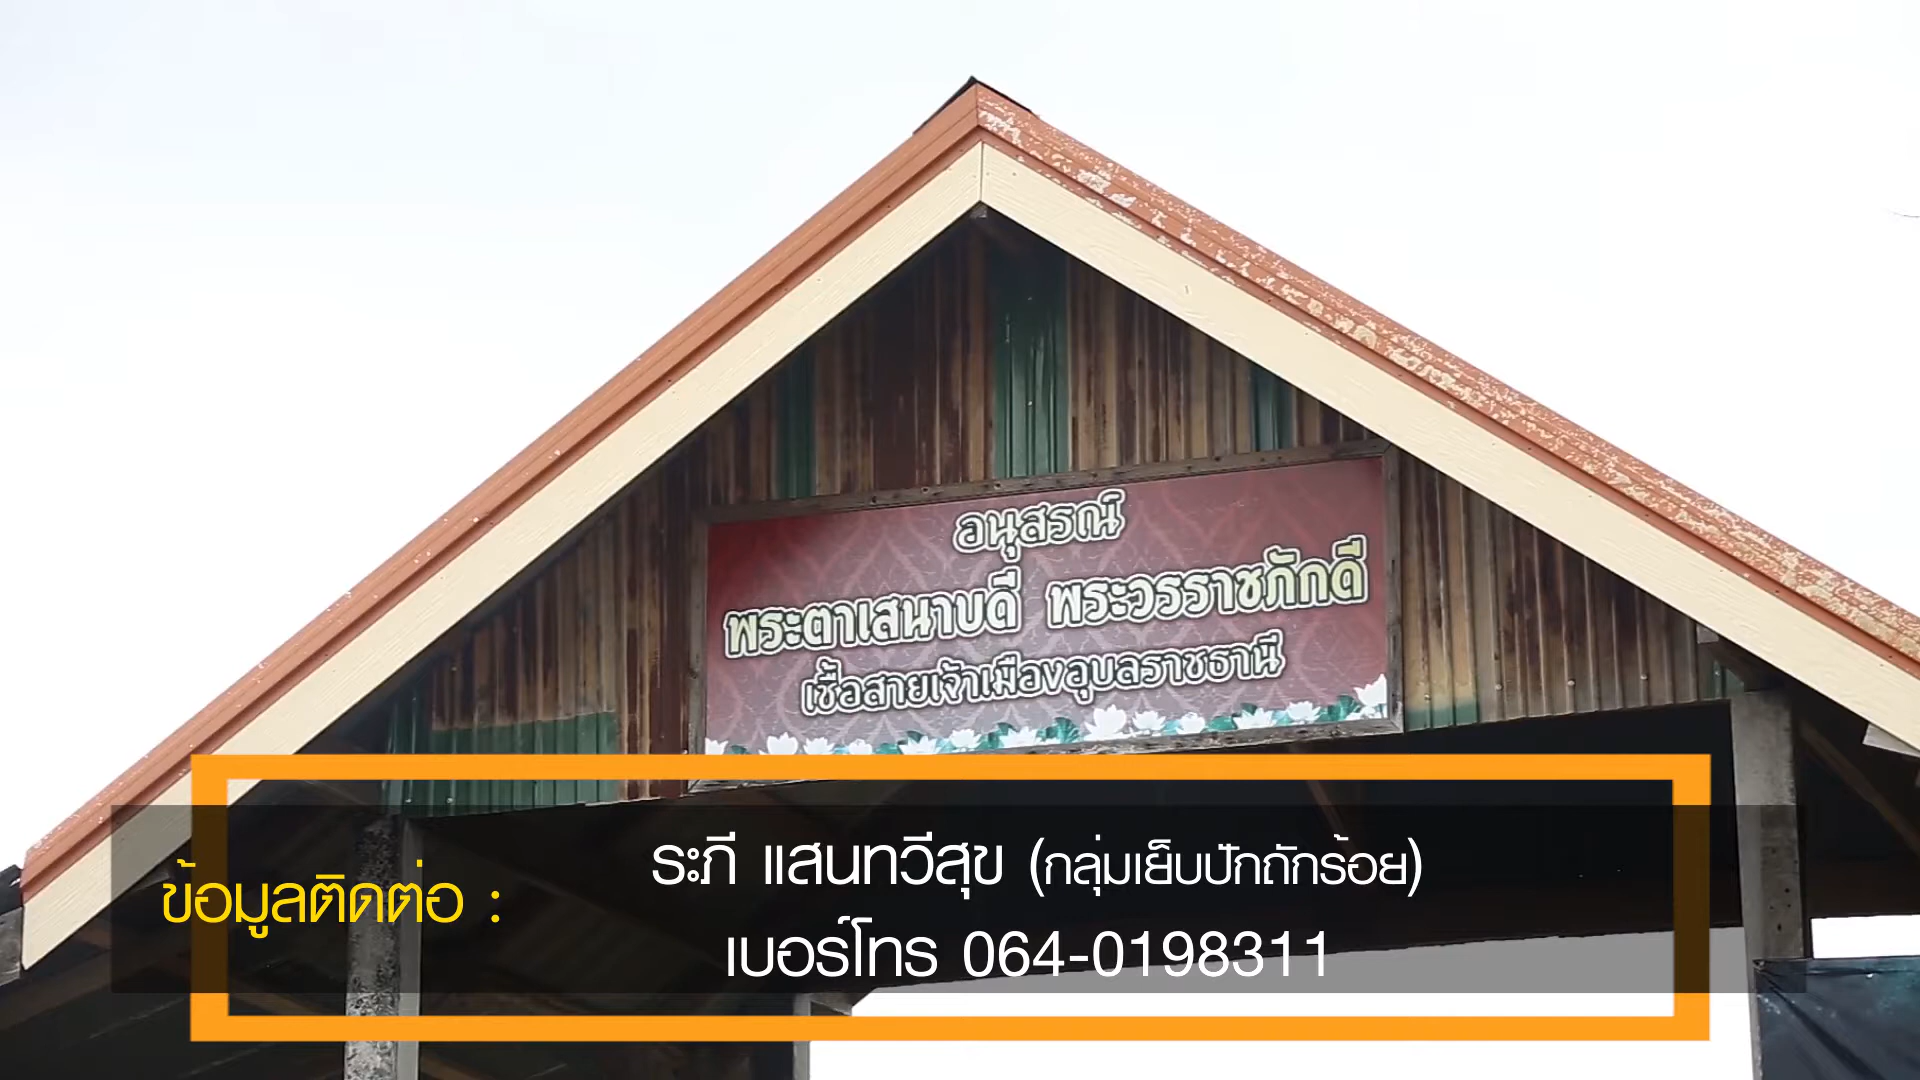 อนุสรณ์
พระตาเสนาบดี พระวรราชภักดี
เชื้อสายเจ้าเมืองอุบลราชธานี
ข้อมูลติดต่อ :
ระภี แสนทวีสุข (กลุ่มเย็บปักถักร้อย)
เบอร์โทร 064-0198311